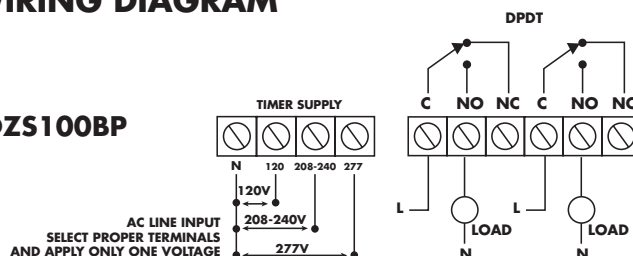 WIRING DIAGRAM
DPDT
TIMER SUPPLY
C NO NC C NO NC
ZS100BP
N 120 208-240 277
120V
208-240V
277V
AC LINE INPUT
SELECT PROPER TERMINALS
AND APPLY ONLY ONE VOLTAGE
L L
LOAD LOAD
N N